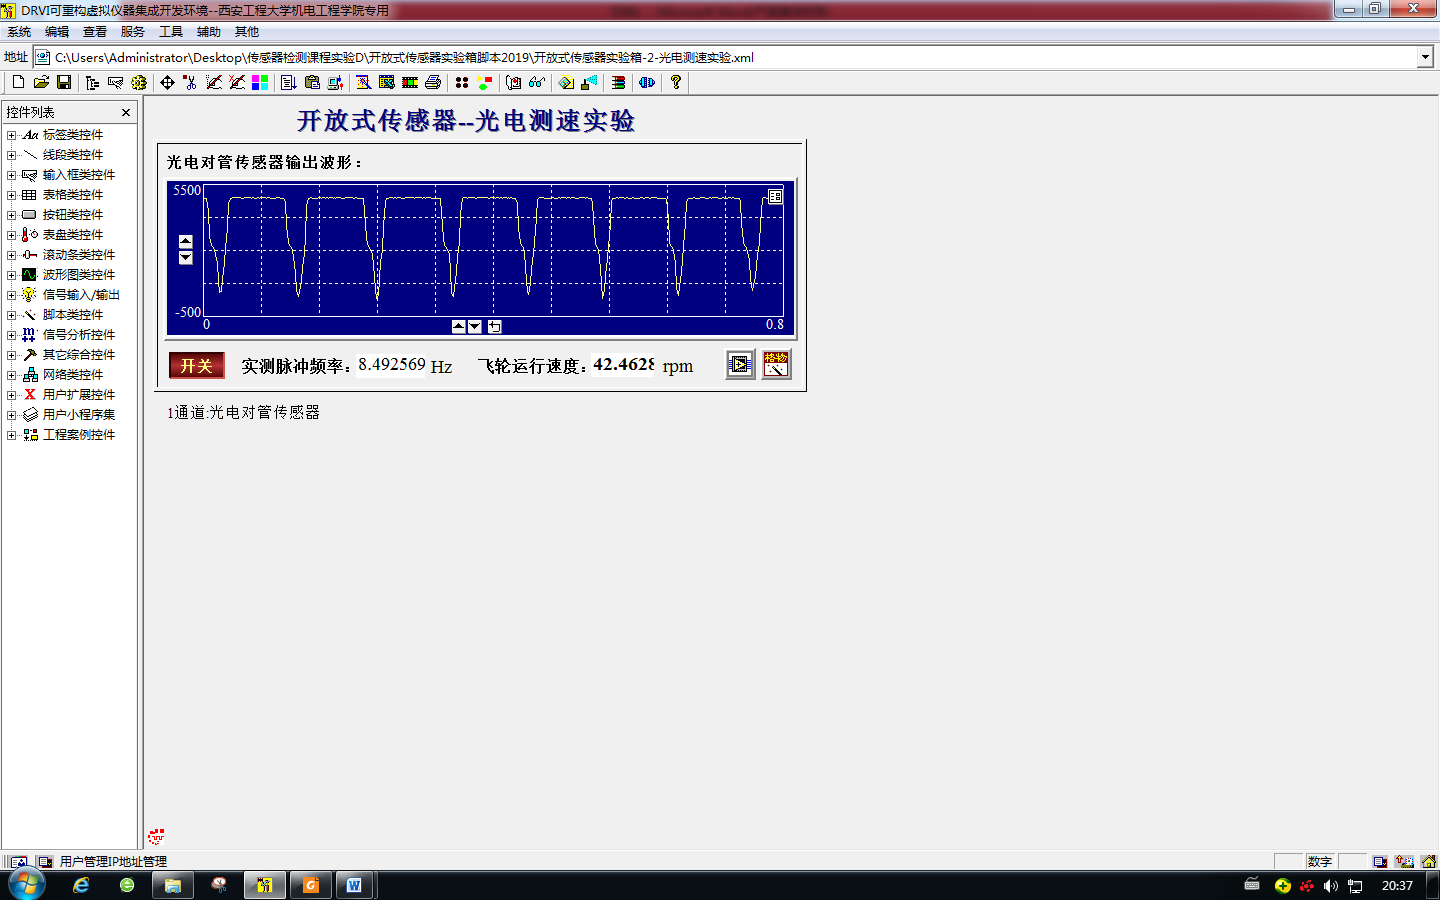 DRVI可重构虚拟仪器集成开发环境--西安工程大学机电工程学院专用
系统 编辑 查看 服务 工具 辅助 其他
地址 C:\Users\Administrator\Desktop\传感器检测课程实验D\开放式传感器实验箱脚本2019\开放式传感器实验箱-2-光电测速实验.xml
控件列表
标签类控件
线段类控件
输入框类控件
表格类控件
按钮类控件
表盘类控件
滚动条类控件
波形图类控件
信号输入/输出
脚本类控件
信号分析控件
其它综合控件
网络类控件
用户扩展控件
用户小程序集
工程案例控件
开放式传感器--光电测速实验
光电对管传感器输出波形：
5500
-500
0 0.8
开关 实测脉冲频率： 8.492569 Hz 飞轮运行速度： 42.4628 rpm 格物
1通道:光电对管传感器
用户管理IP地址管理 数字
20:37